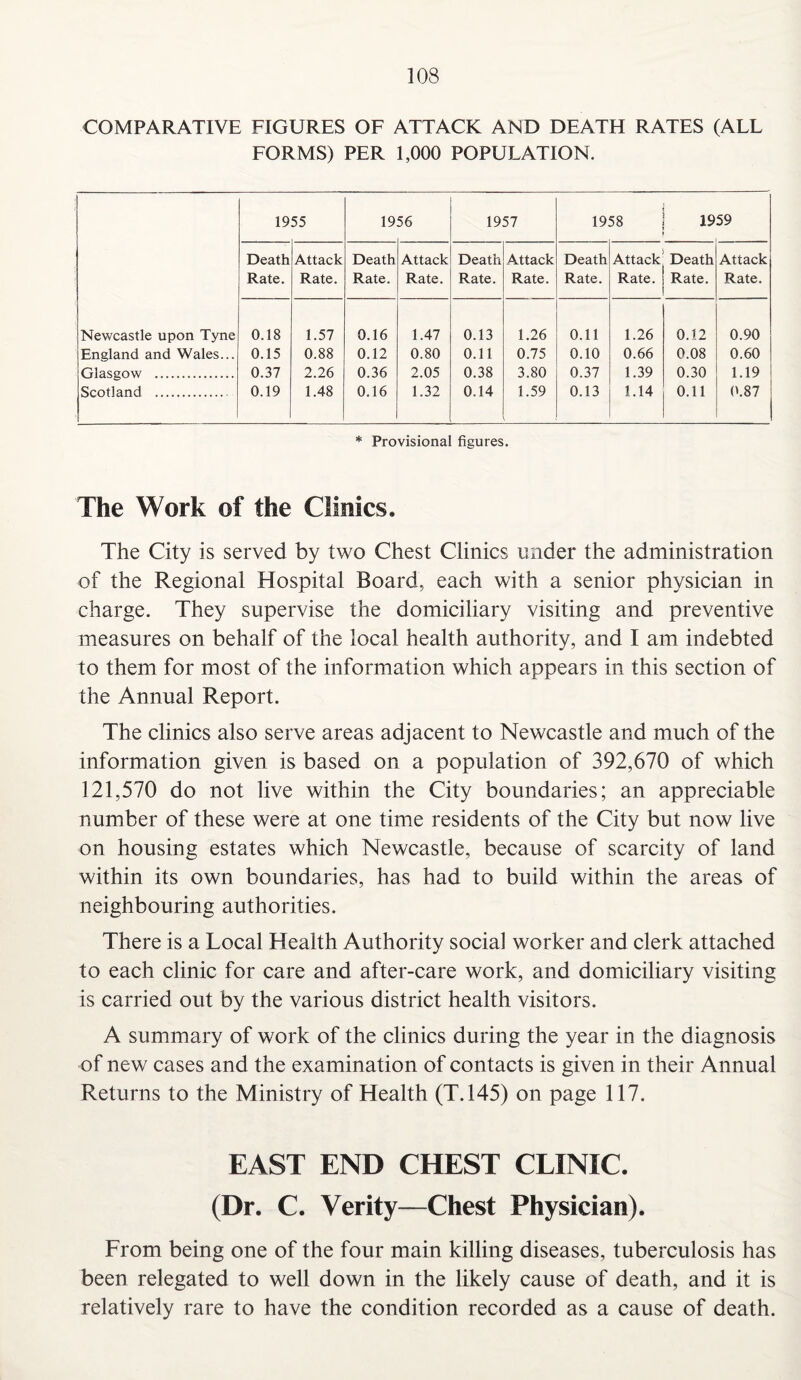 108
COMPARATIVE FIGURES OF ATTACK AND DEATH RATES (ALL
FORMS) PER 1,000 POPULATION.
1955 1956 1957 1958 1959
Death Attack Death Attack Death Attack Death Attack Death Attack
Rate. Rate. Rate. Rate. Rate. Rate. Rate. Rate. Rate. Rate.
Newcastle upon Tyne 0.18 1.57 0.16 1.47 0.13 1.26 0.11 1.26 0.12 0.90
England and Wales... 0.15 0.88 0.12 0.80 0.11 0.75 0.10 0.66 0.08 0.60
Glasgow ............... 0.37 2.26 0.36 2.05 0.38 3.80 0.37 1.39 0.30 1.19
Scotland ............... 0.19 1.48 0.16 1.32 0.14 1.59 0.13 1.14 0.11 0.87
* Provisional figures.
The Work of the Clinics.
The City is served by two Chest Clinics under the administration
of the Regional Hospital Board, each with a senior physician in
charge. They supervise the domiciliary visiting and preventive
measures on behalf of the local health authority, and I am indebted
to them for most of the information which appears in this section of
the Annual Report.
The clinics also serve areas adjacent to Newcastle and much of the
information given is based on a population of 392,670 of which
121,570 do not live within the City boundaries; an appreciable
number of these were at one time residents of the City but now live
on housing estates which Newcastle, because of scarcity of land
within its own boundaries, has had to build within the areas of
neighbouring authorities.
There is a Local Health Authority social worker and clerk attached
to each clinic for care and after-care work, and domiciliary visiting
is carried out by the various district health visitors.
A summary of work of the clinics during the year in the diagnosis
of new cases and the examination of contacts is given in their Annual
Returns to the Ministry of Health (T.145) on page 117.
EAST END CHEST CLINIC.
(Dr. C. Verity—Chest Physician).
From being one of the four main killing diseases, tuberculosis has
been relegated to well down in the likely cause of death, and it is
relatively rare to have the condition recorded as a cause of death.